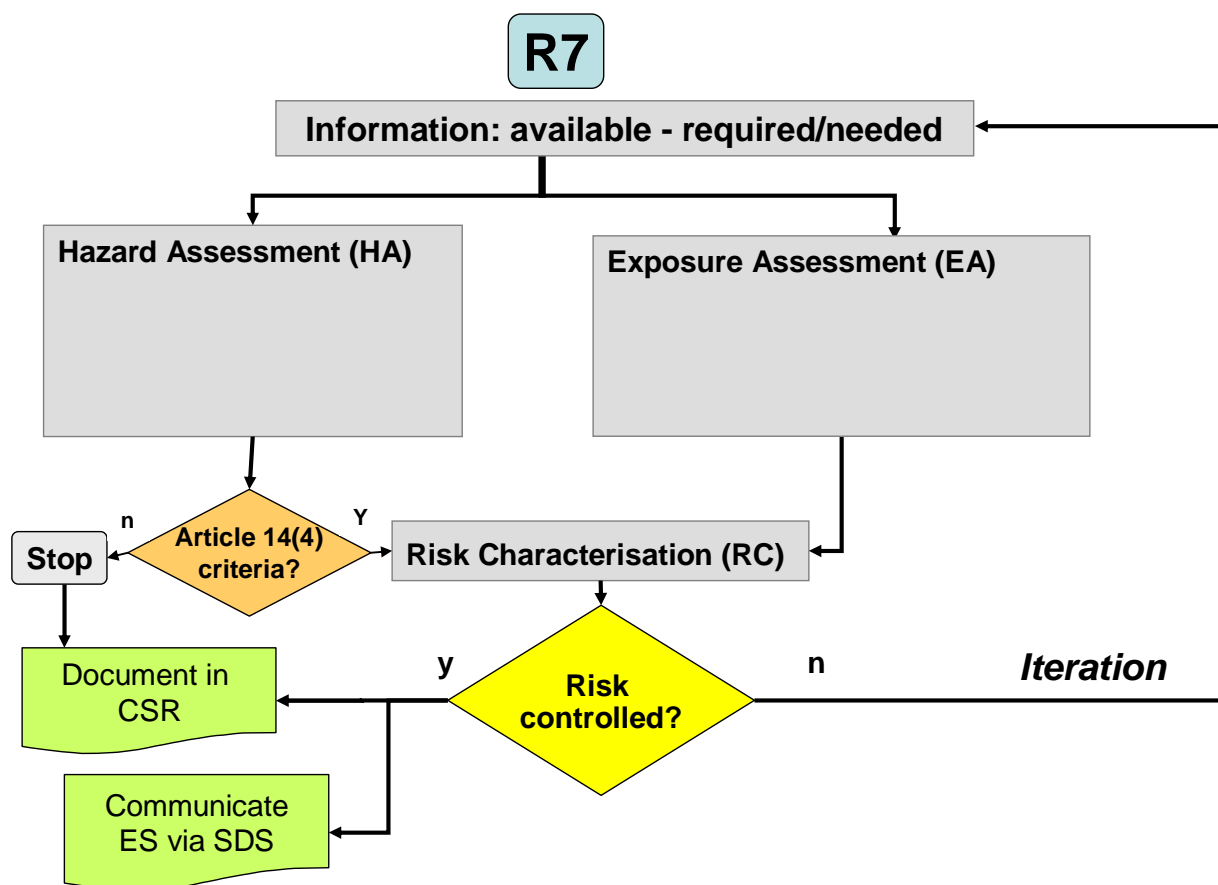 R7
Information: available - required/needed
Hazard Assessment (HA)
Exposure Assessment (EA)
n
Y
Article 14(4)
criteria?
Stop
Risk Characterisation (RC)
Document in
CSR
y
n
Iteration
Risk
controlled?
Communicate
ES via SDS